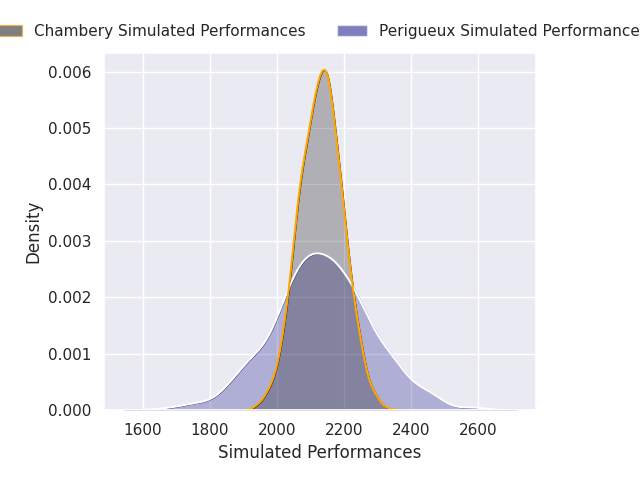 Chambery Simulated Performances Perigueux Simulated Performance
0.006
0.005
0.004
0.003
0.002
0.001
0.000
Density
1600 1800 2000 2200 2400 2600
Simulated Performances